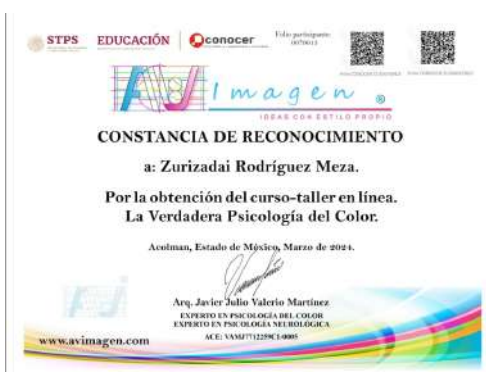 STPS EDUCACIÓN conocer
Folio participante:
0070013
AVJ Imagen ®
IDEAS CON ESTILO PROPIO
CONSTANCIA DE RECONOCIMIENTO
a: Zurizadai Rodríguez Meza.
Por la obtención del curso-taller en línea.
La Verdadera Psicología del Color.
Acolman, Estado de México, Marzo de 2024.
Arq. Javier Julio Valerio Martínez
EXPERTO EN PSICOLOGÍA DEL COLOR
EXPERTO EN PSICOLOGÍA NEUROLÓGICA
www.avimagen.com